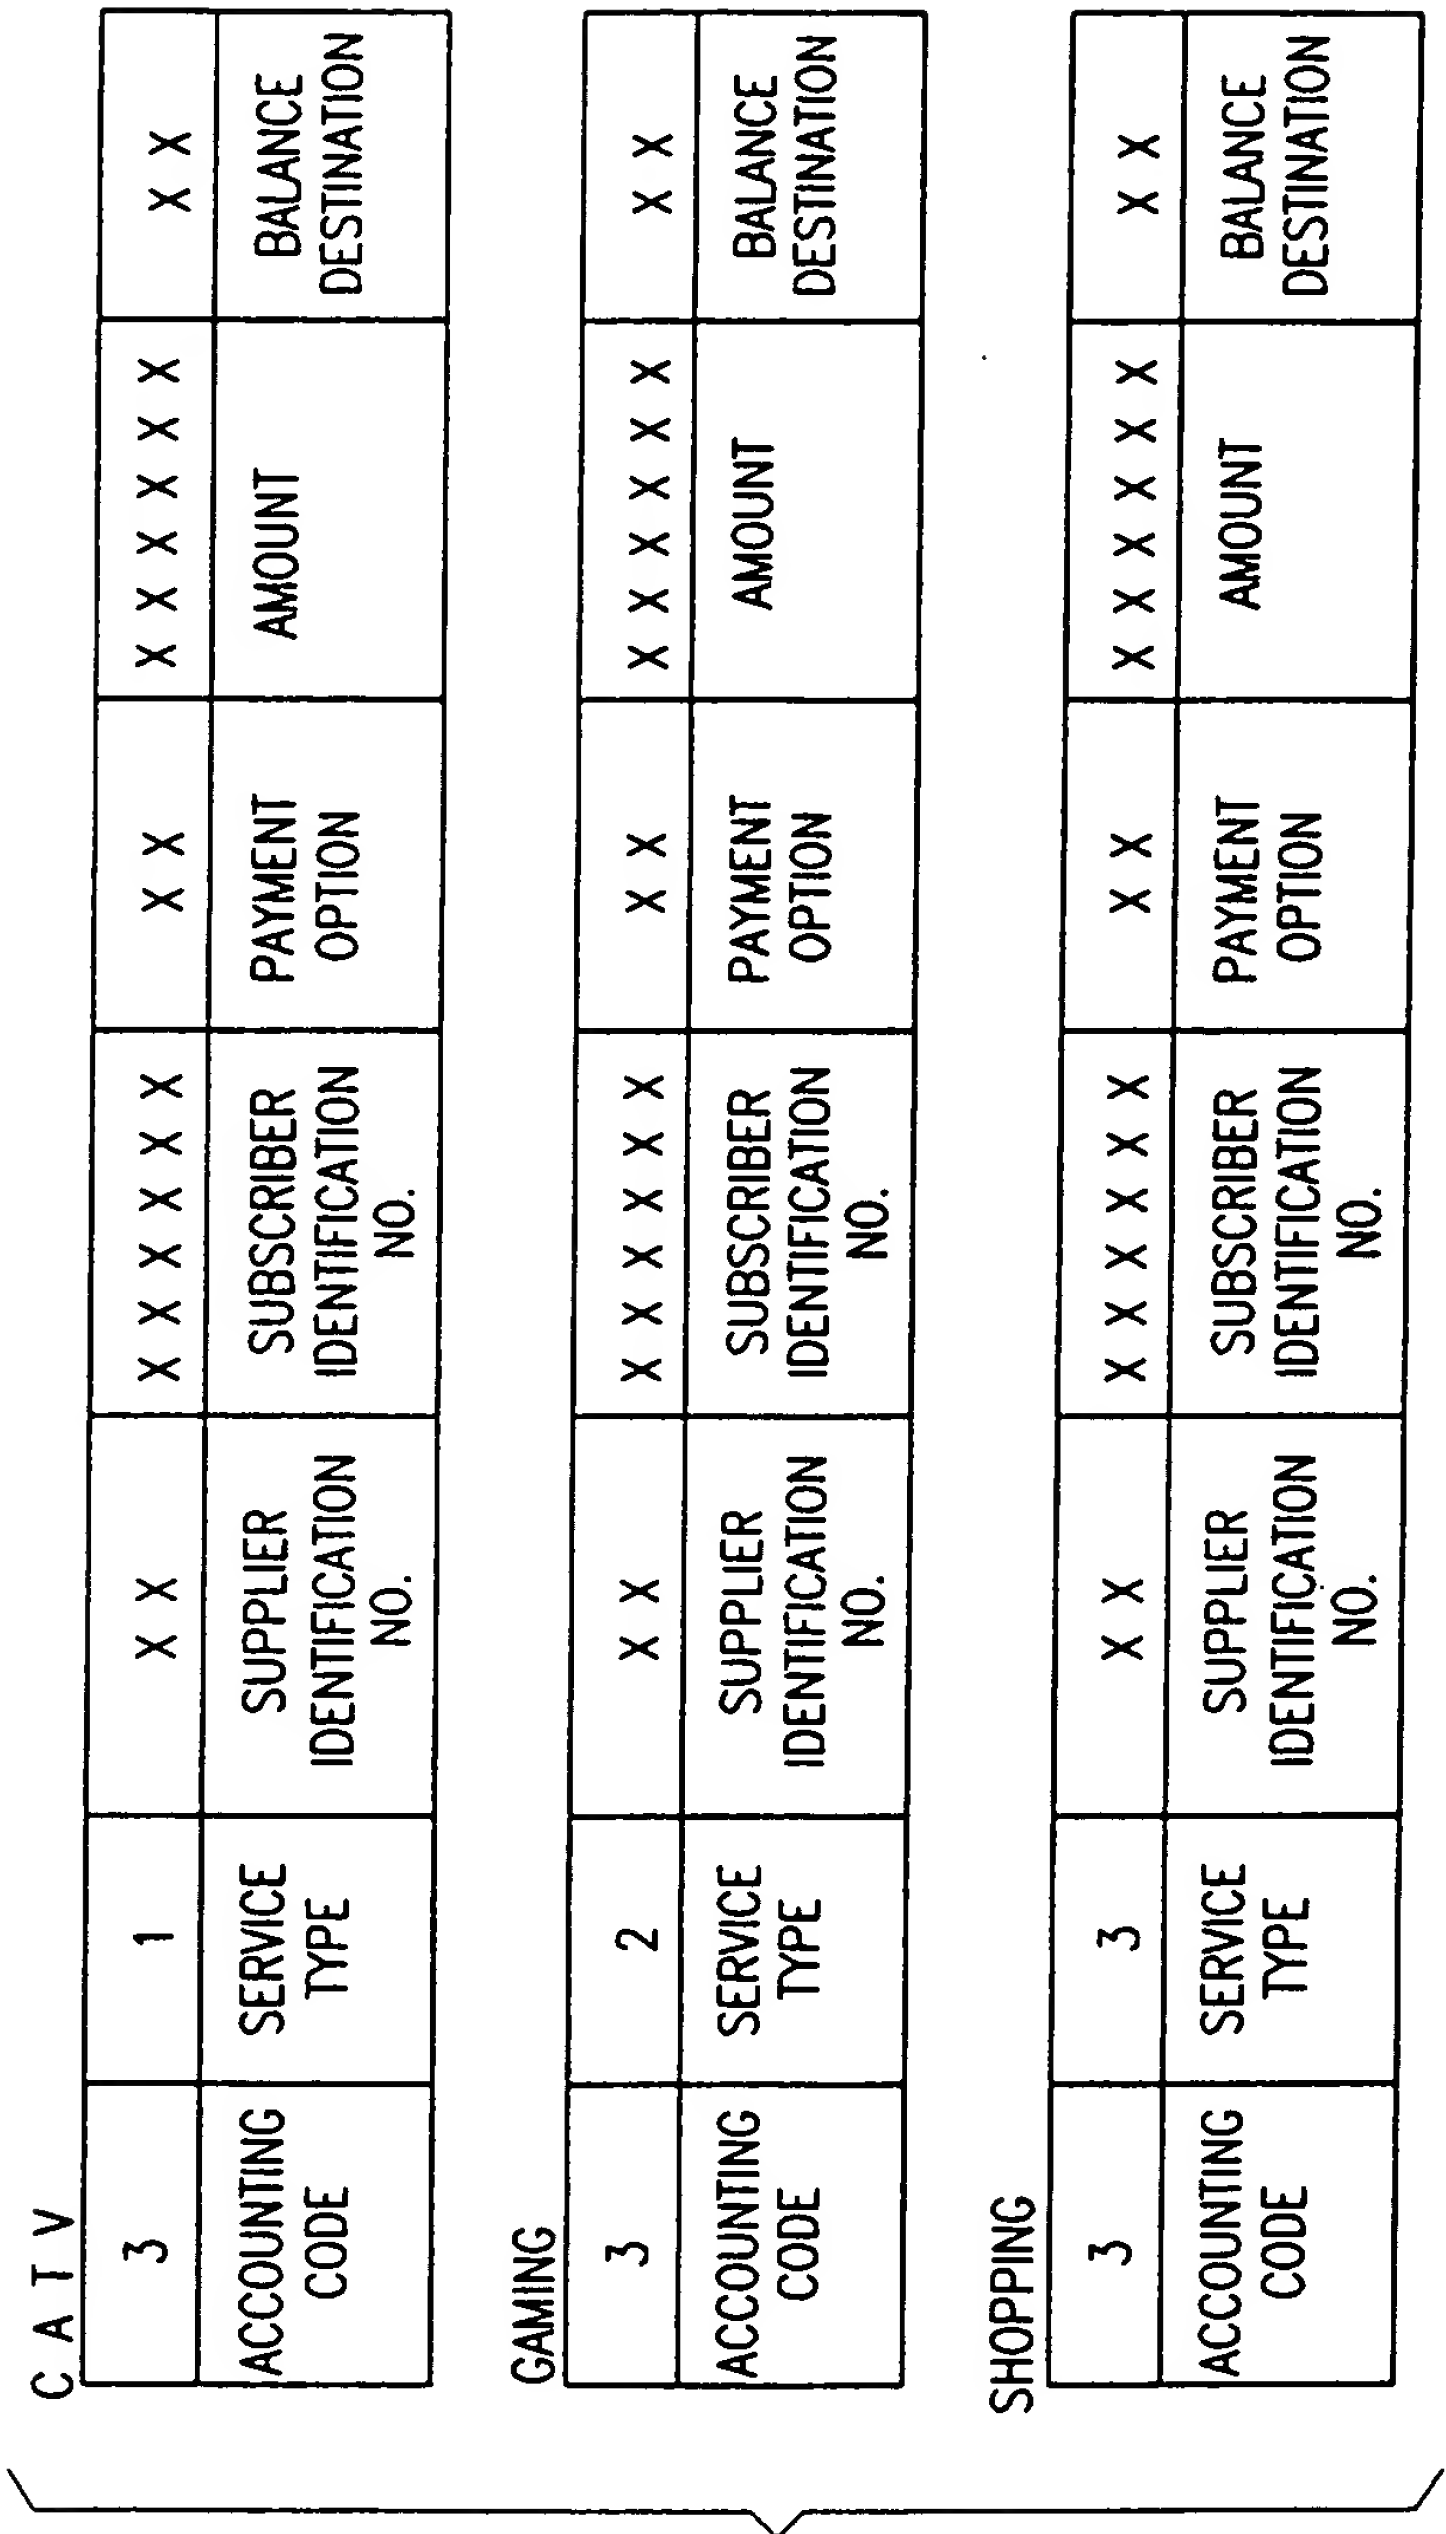 C A T V
3 1 X X X X X X X X X X X X X X X X X X
ACCOUNTING SERVICE SUPPLIER SUBSCRIBER PAYMENT AMOUNT BALANCE
CODE TYPE IDENTIFICATION IDENTIFICATION OPTION DESTINATION
NO. NO.
GAMING
3 2 X X X X X X X X X X X X X X X X X X
ACCOUNTING SERVICE SUPPLIER SUBSCRIBER PAYMENT AMOUNT BALANCE
CODE TYPE IDENTIFICATION IDENTIFICATION OPTION DESTINATION
NO. NO.
SHOPPING
3 3 X X X X X X X X X X X X X X X X X X
ACCOUNTING SERVICE SUPPLIER SUBSCRIBER PAYMENT AMOUNT BALANCE
CODE TYPE IDENTIFICATION IDENTIFICATION OPTION DESTINATION
NO. NO.